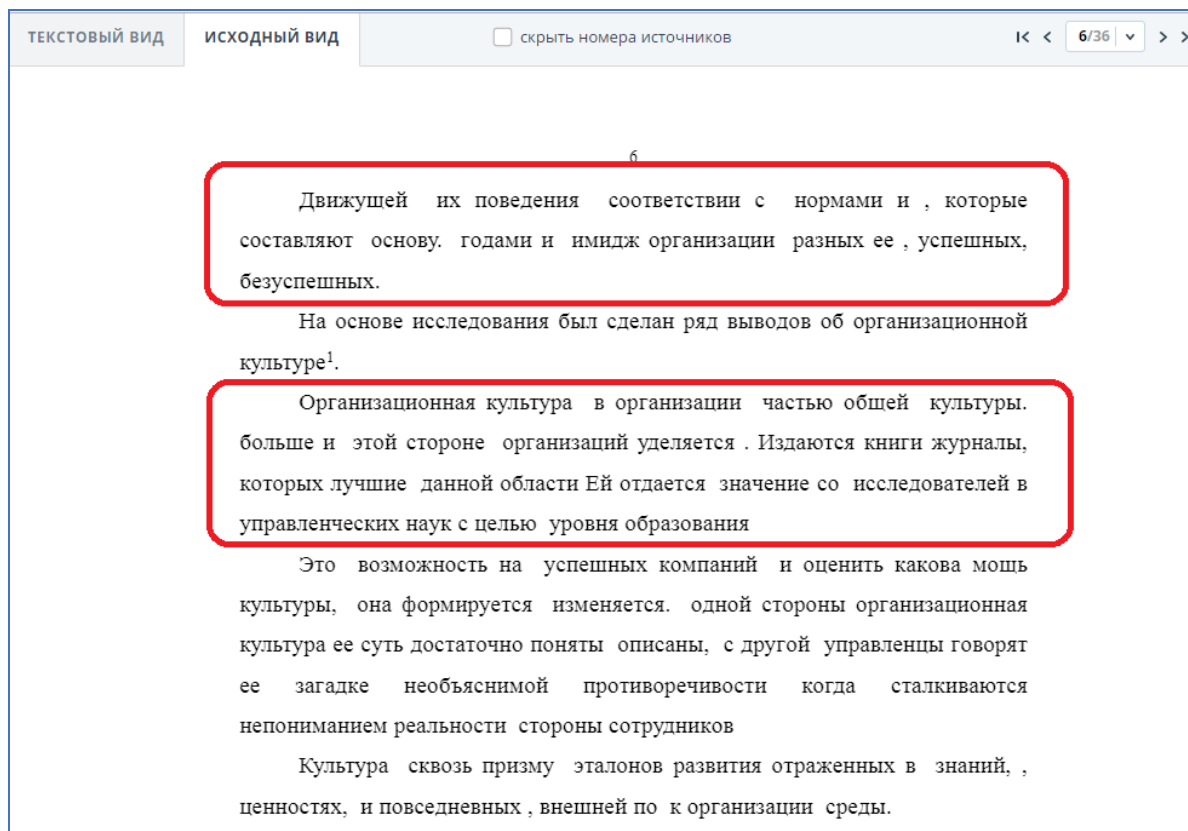 ТЕКСТОВЫЙ ВИД ИСХОДНЫЙ ВИД скрыть номера источников 6/36
6
Движущей их поведения соответствии с нормами и , которые
составляют основу. годами и имидж организации разных ее , успешных,
безуспешных.
На основе исследования был сделан ряд выводов об организационной
культуре¹.
Организационная культура в организации частью общей культуры.
больше и этой стороне организаций уделяется . Издаются книги журналы,
которых лучшие данной области Ей отдается значение со исследователей в
управленческих наук с целью уровня образования
Это возможность на успешных компаний и оценить какова мощь
культуры, она формируется изменяется. одной стороны организационная
культура ее суть достаточно поняты описаны, с другой управленцы говорят
ее загадке необъяснимой противоречивости когда сталкиваются
непониманием реальности стороны сотрудников
Культура сквозь призму эталонов развития отраженных в знаний, ,
ценностях, и повседневных , внешней по к организации среды.